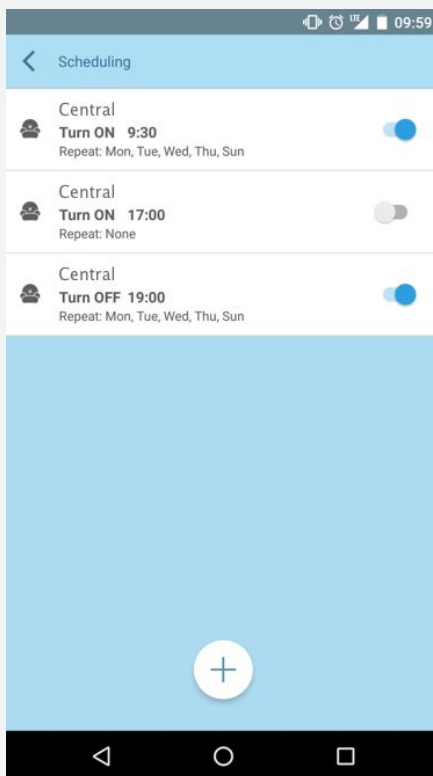 LTE 09:59
Scheduling
Central
Turn ON 9:30
Repeat: Mon, Tue, Wed, Thu, Sun
Central
Turn ON 17:00
Repeat: None
Central
Turn OFF 19:00
Repeat: Mon, Tue, Wed, Thu, Sun